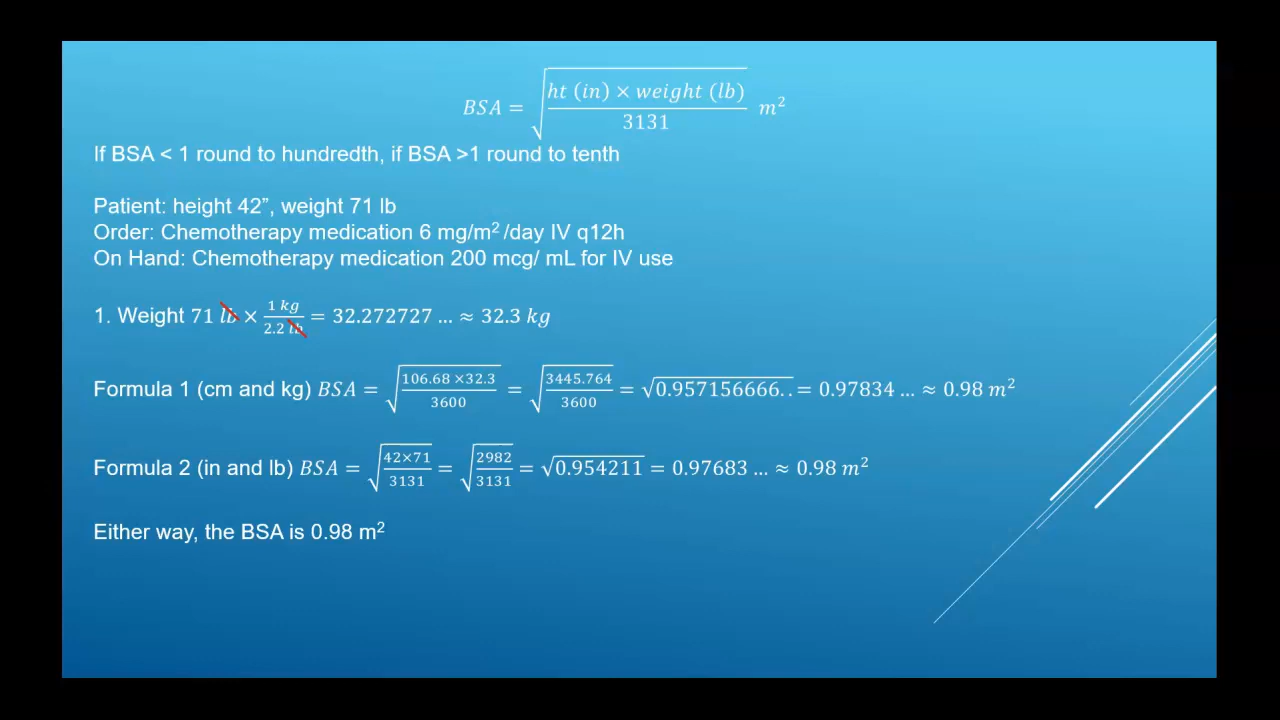 BSA = √(ht (in) × weight (lb) / 3131) m²
If BSA < 1 round to hundredth, if BSA >1 round to tenth
Patient: height 42”, weight 71 lb
Order: Chemotherapy medication 6 mg/m² /day IV q12h
On Hand: Chemotherapy medication 200 mcg/ mL for IV use
1. Weight 71 lb × 1 kg / 2.2 lb = 32.272727 … ≈ 32.3 kg
Formula 1 (cm and kg) BSA = √(106.68 ×32.3 / 3600) = √(3445.764 / 3600) = √0.957156666. . = 0.97834 … ≈ 0.98 m²
Formula 2 (in and lb) BSA = √(42×71 / 3131) = √(2982 / 3131) = √0.954211 = 0.97683 … ≈ 0.98 m²
Either way, the BSA is 0.98 m²